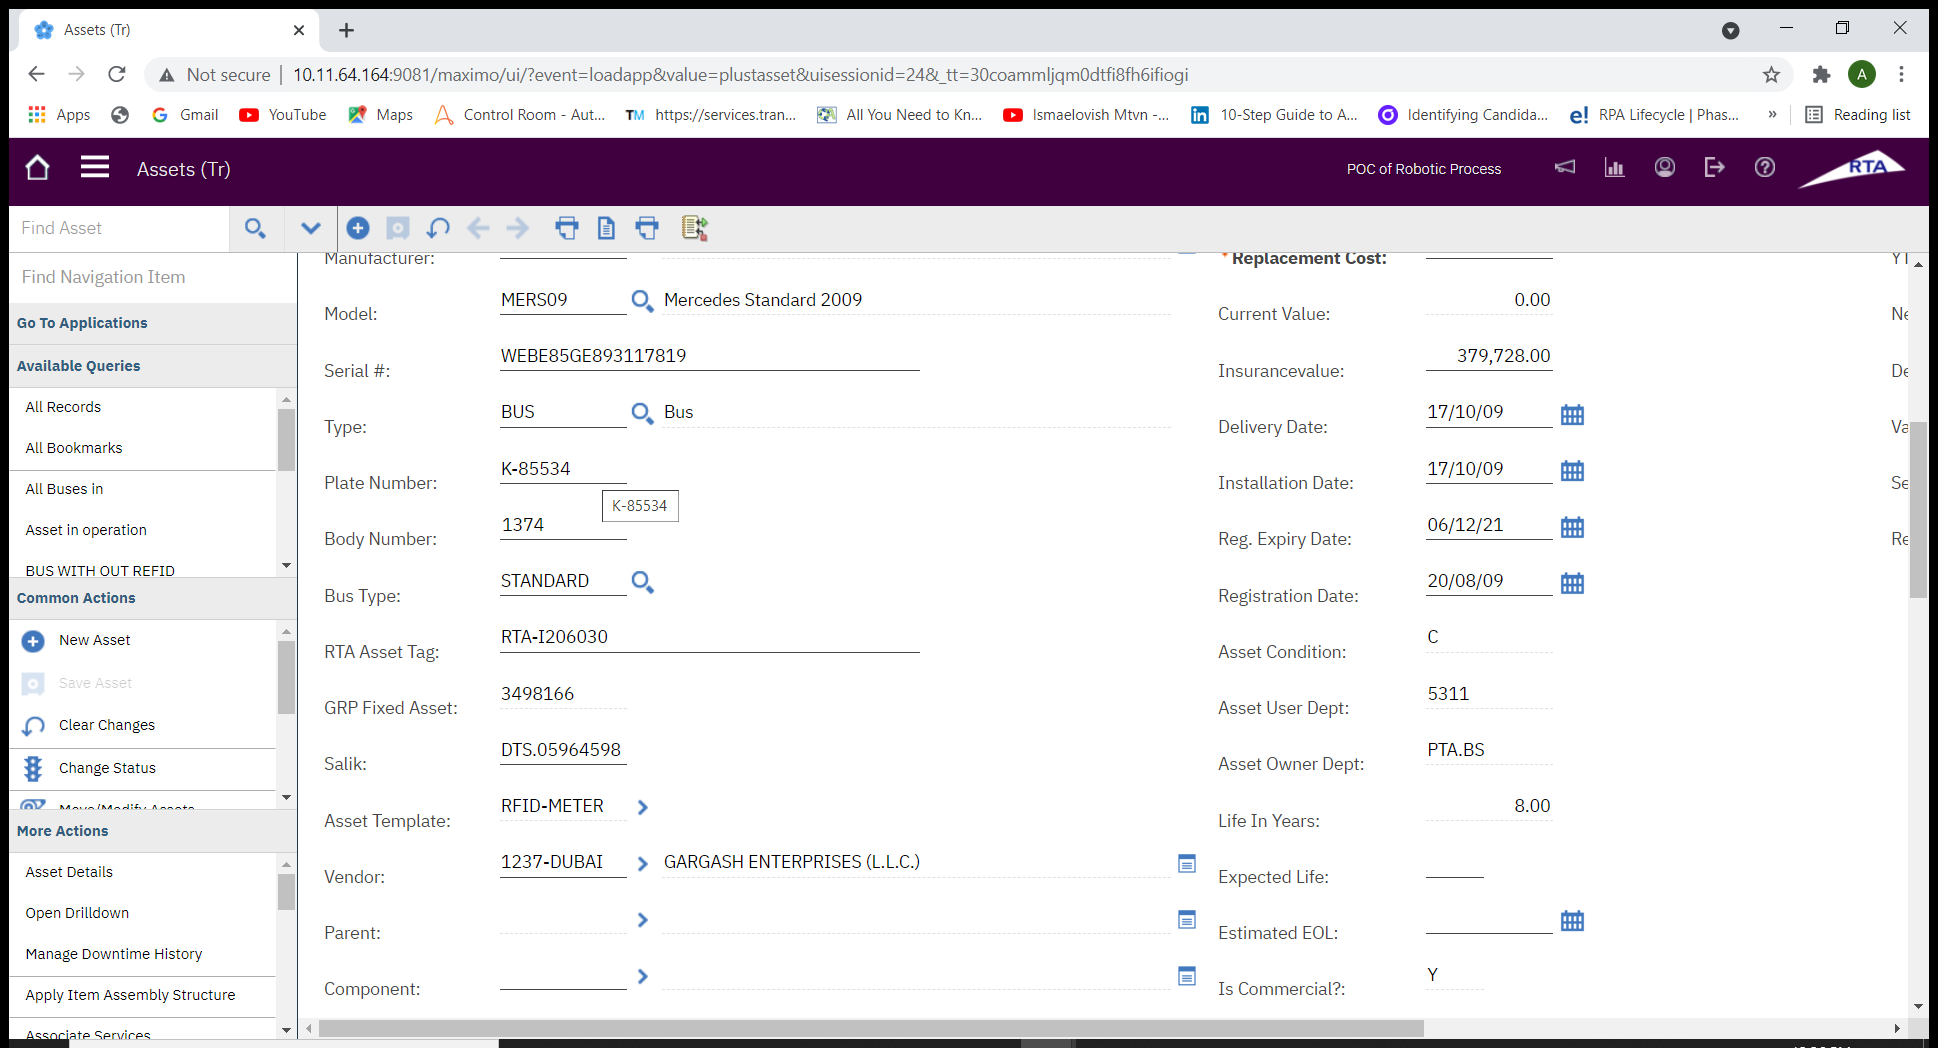 Assets (Tr)
Not secure | 10.11.64.164:9081/maximo/ui/?event=loadapp&value=plustasset&uisessionid=24&_tt=30coammljqm0dtfi8fh6ifiogi
A
Apps Gmail YouTube Maps Control Room - Aut... TM https://services.tran... All You Need to Kn... Ismaelovish Mtvn -... in 10-Step Guide to A... Identifying Candida... e! RPA Lifecycle | Phas... » Reading list
Assets (Tr) POC of Robotic Process RTA
Find Asset
Find Navigation Item
Go To Applications
Available Queries
All Records
All Bookmarks
All Buses in
Asset in operation
BUS WITH OUT REFID
Common Actions
New Asset
Save Asset
Clear Changes
Change Status
Move/Modify Assets
More Actions
Asset Details
Open Drilldown
Manage Downtime History
Apply Item Assembly Structure
Associate Services
Manufacturer:
Model: MERS09 Mercedes Standard 2009
Serial #: WEBE85GE893117819
Type: BUS Bus
Plate Number: K-85534
K-85534
Body Number: 1374
Bus Type: STANDARD
RTA Asset Tag: RTA-I206030
GRP Fixed Asset: 3498166
Salik: DTS.05964598
Asset Template: RFID-METER
Vendor: 1237-DUBAI GARGASH ENTERPRISES (L.L.C.)
Parent:
Component:
* Replacement Cost:
Current Value: 0.00
Insurancevalue: 379,728.00
Delivery Date: 17/10/09
Installation Date: 17/10/09
Reg. Expiry Date: 06/12/21
Registration Date: 20/08/09
Asset Condition: C
Asset User Dept: 5311
Asset Owner Dept: PTA.BS
Life In Years: 8.00
Expected Life:
Estimated EOL:
Is Commercial?: Y
YT
Ne
De
Va
Se
Re